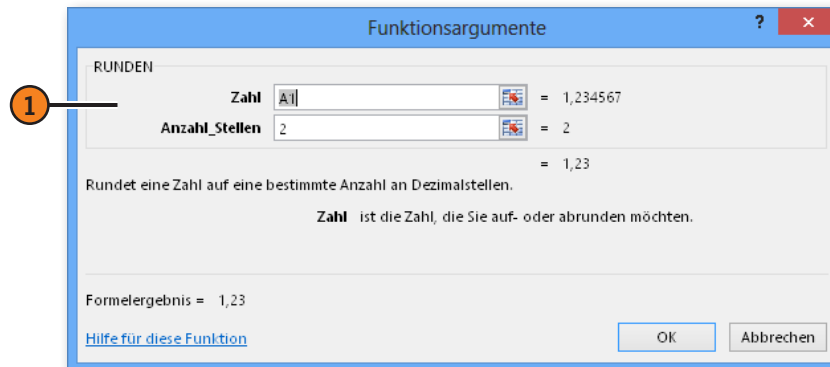 Funktionsargumente ? ×
RUNDEN
1
Zahl A1 = 1,234567
Anzahl_Stellen 2 = 2
= 1,23
Rundet eine Zahl auf eine bestimmte Anzahl an Dezimalstellen.
Zahl ist die Zahl, die Sie auf- oder abrunden möchten.
Formelergebnis = 1,23
Hilfe für diese Funktion OK Abbrechen